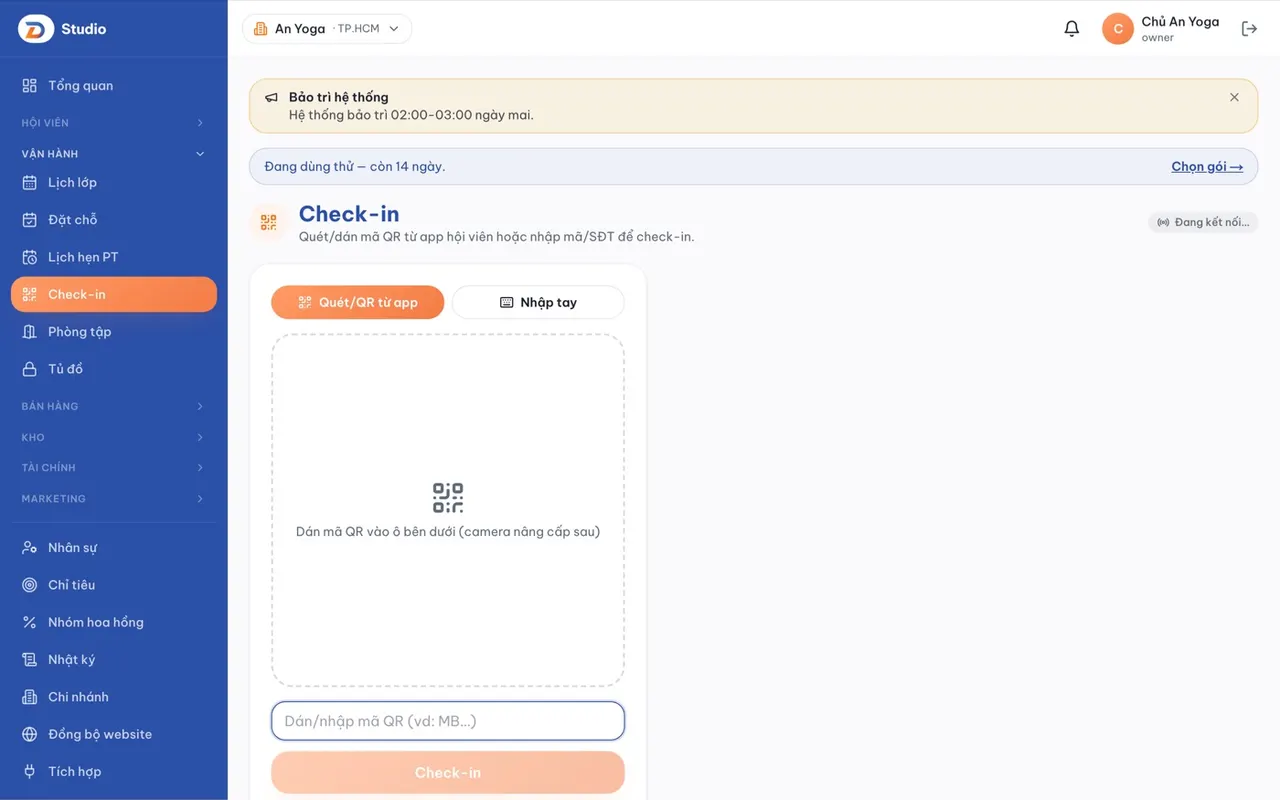 Studio
Tổng quan
HỘI VIÊN
VẬN HÀNH
Lịch lớp
Đặt chỗ
Lịch hẹn PT
Check-in
Phòng tập
Tủ đồ
BÁN HÀNG
KHO
TÀI CHÍNH
MARKETING
Nhân sự
Chỉ tiêu
Nhóm hoa hồng
Nhật ký
Chi nhánh
Đồng bộ website
Tích hợp
An Yoga · TP.HCM
C
Chủ An Yoga
owner
Bảo trì hệ thống
Hệ thống bảo trì 02:00-03:00 ngày mai.
Đang dùng thử — còn 14 ngày.
Chọn gói →
Check-in
Quét/dán mã QR từ app hội viên hoặc nhập mã/SĐT để check-in.
Đang kết nối...
Quét/QR từ app
Nhập tay
Dán mã QR vào ô bên dưới (camera nâng cấp sau)
Dán/nhập mã QR (vd: MB...)
Check-in